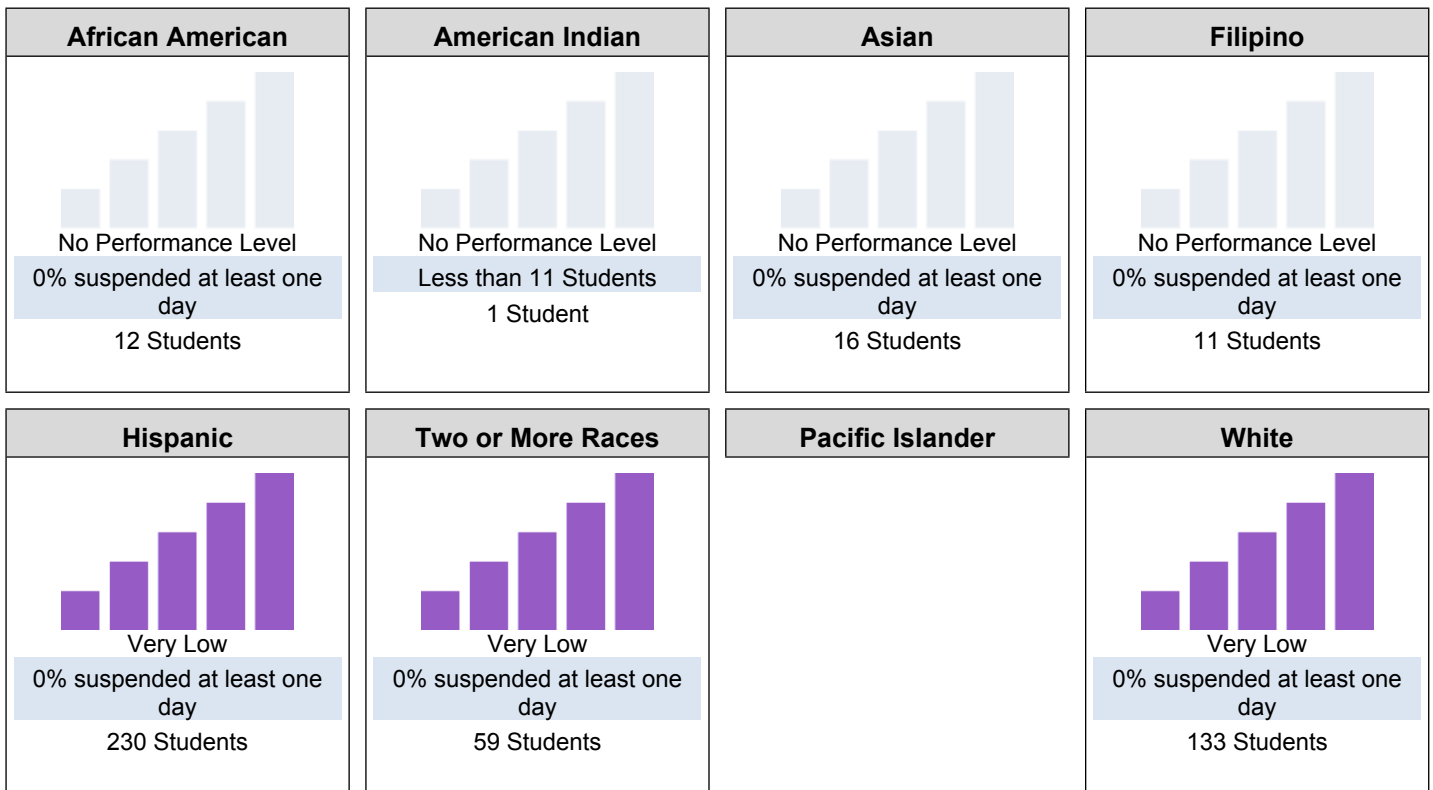 African American
No Performance Level
0% suspended at least one
day
12 Students
American Indian
No Performance Level
Less than 11 Students
1 Student
Asian
No Performance Level
0% suspended at least one
day
16 Students
Filipino
No Performance Level
0% suspended at least one
day
11 Students
Hispanic
Very Low
0% suspended at least one
day
230 Students
Two or More Races
Very Low
0% suspended at least one
day
59 Students
Pacific Islander
White
Very Low
0% suspended at least one
day
133 Students